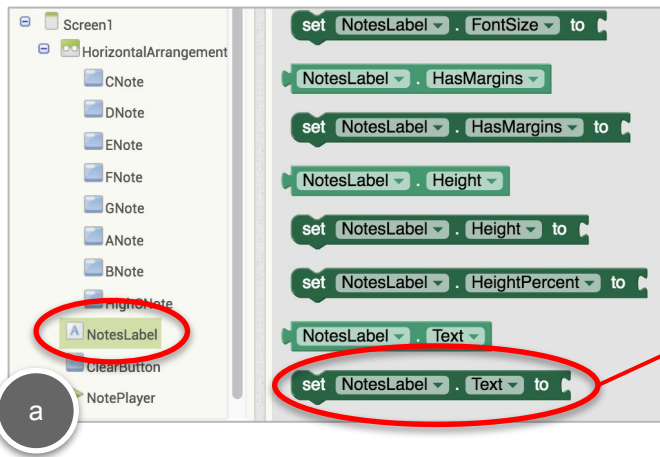 Screen1
HorizontalArrangement
CNote
DNote
ENote
FNote
GNote
ANote
BNote
HighCNote
NotesLabel
ClearButton
NotePlayer
a
set NotesLabel . FontSize to
NotesLabel . HasMargins
set NotesLabel . HasMargins to
NotesLabel . Height
set NotesLabel . Height to
set NotesLabel . HeightPercent to
NotesLabel . Text
set NotesLabel . Text to